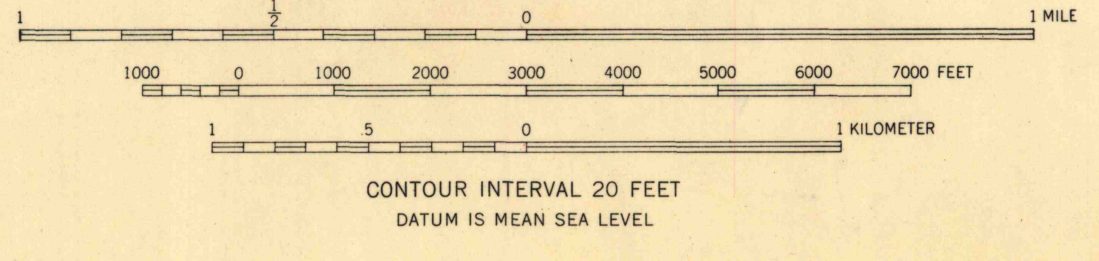 1 1/2 0 1 MILE
1000 0 1000 2000 3000 4000 5000 6000 7000 FEET
1 .5 0 1 KILOMETER
CONTOUR INTERVAL 20 FEET
DATUM IS MEAN SEA LEVEL